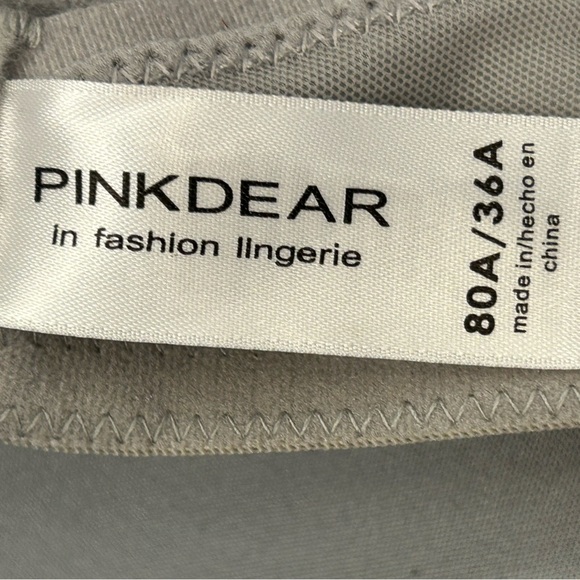 PINKDEAR
in fashion lingerie
80A/36A
made in/hecho en
china